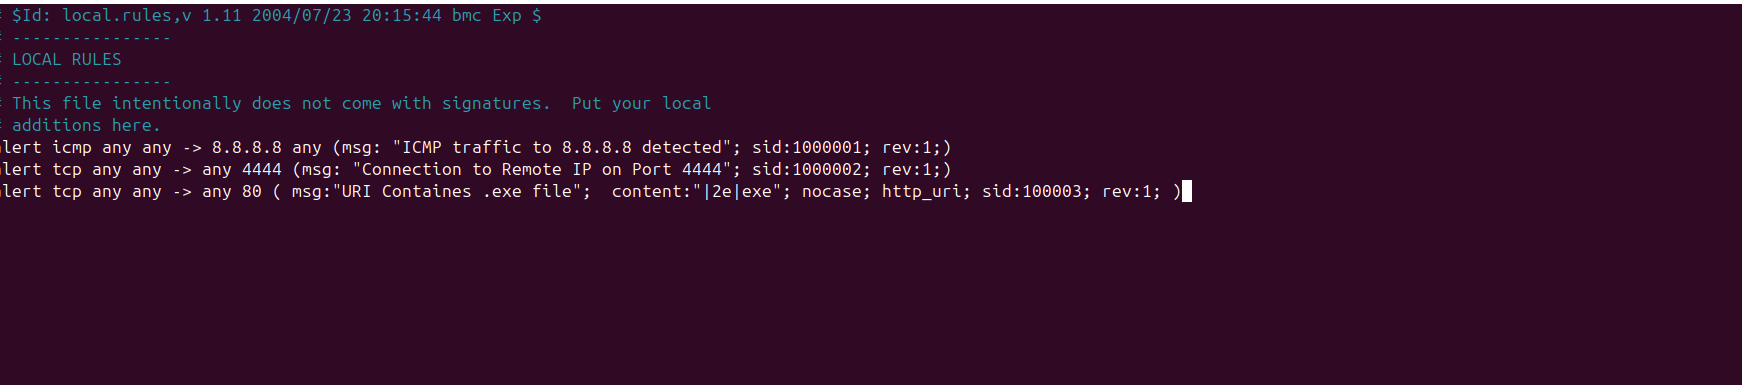 # $Id: local.rules,v 1.11 2004/07/23 20:15:44 bmc Exp $
# ----------------
# LOCAL RULES
# ----------------
# This file intentionally does not come with signatures.  Put your local
# additions here.
alert icmp any any -> 8.8.8.8 any (msg: "ICMP traffic to 8.8.8.8 detected"; sid:1000001; rev:1;)
alert tcp any any -> any 4444 (msg: "Connection to Remote IP on Port 4444"; sid:1000002; rev:1;)
alert tcp any any -> any 80 ( msg:"URI Containes .exe file";  content:"|2e|exe"; nocase; http_uri; sid:100003; rev:1; )